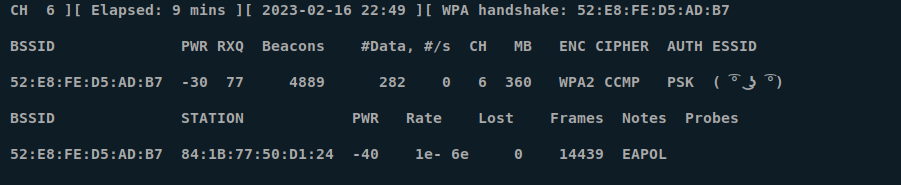 CH  6 ][ Elapsed: 9 mins ][ 2023-02-16 22:49 ][ WPA handshake: 52:E8:FE:D5:AD:B7
BSSID              PWR RXQ  Beacons    #Data, #/s  CH   MB   ENC CIPHER  AUTH ESSID
52:E8:FE:D5:AD:B7  -30  77     4889      282    0   6  360   WPA2 CCMP   PSK  ( ͡° ͜ʖ ͡°)
BSSID              STATION            PWR   Rate    Lost    Frames  Notes  Probes
52:E8:FE:D5:AD:B7  84:1B:77:50:D1:24  -40    1e- 6e     0    14439  EAPOL